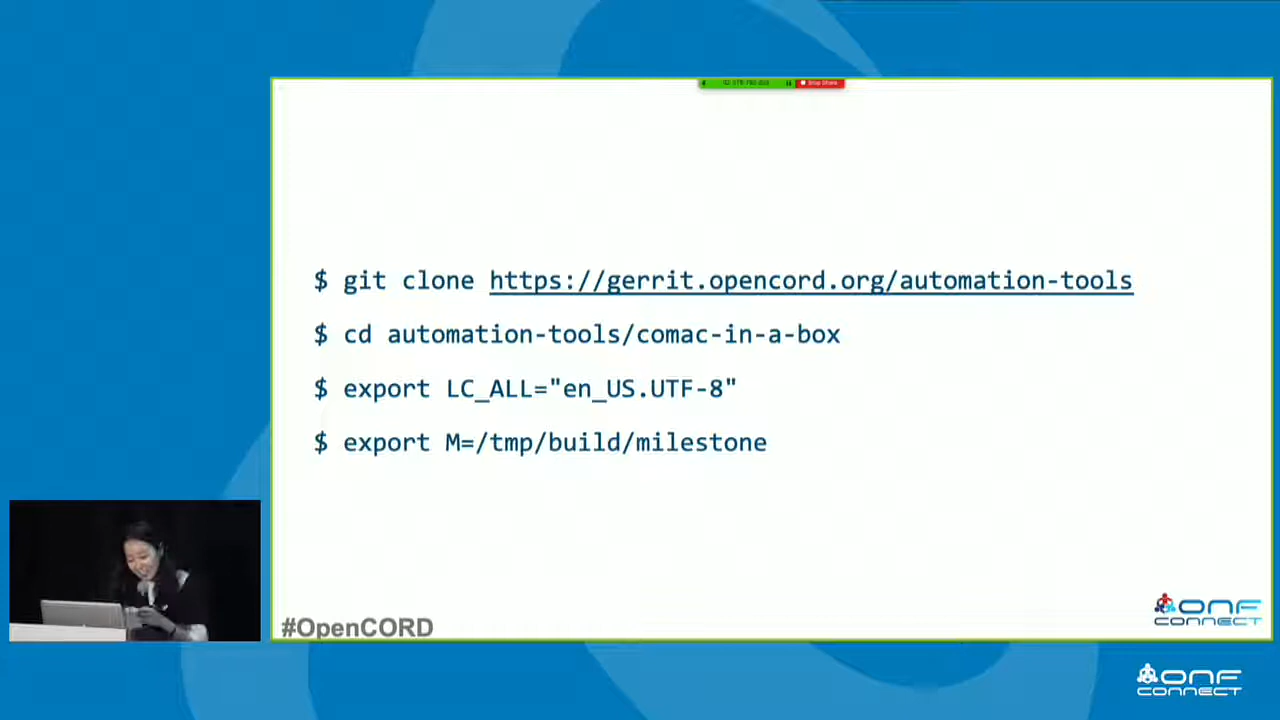 $ git clone https://gerrit.opencord.org/automation-tools
$ cd automation-tools/comac-in-a-box
$ export LC_ALL="en_US.UTF-8"
$ export M=/tmp/build/milestone
#OpenCORD
ONF
CONNECT
ONF
CONNECT